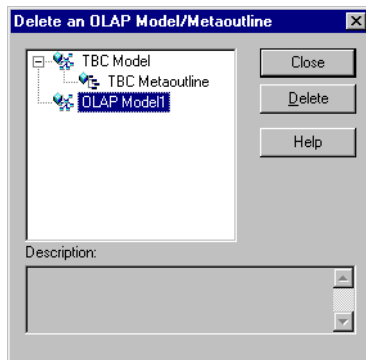 Delete an OLAP Model/Metaoutline
TBC Model
TBC Metaoutline
OLAP Model1
Close
Delete
Help
Description: